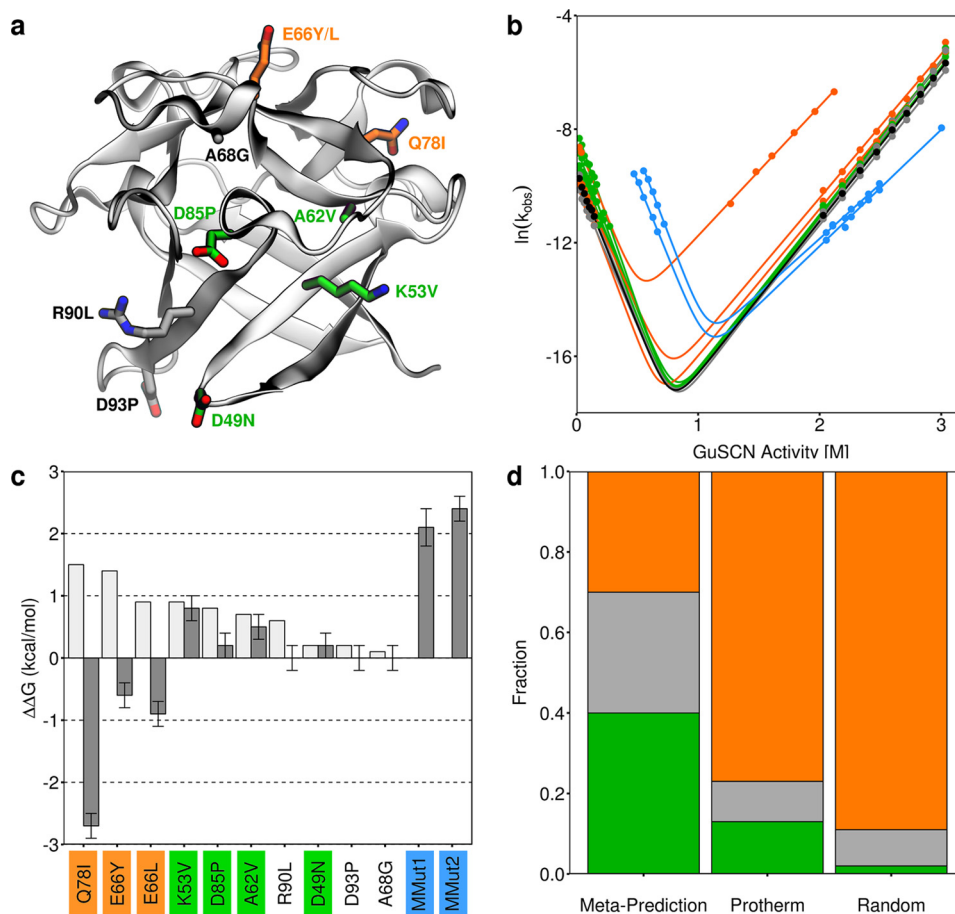 a
E66Y/L
Q78I
A68G
D85P
A62V
K53V
R90L
D93P
D49N
b
ln(kobs)
-4
-8
-12
-16
0
1
2
3
GuSCN Activity [M]
c
ΔΔG (kcal/mol)
3
2
1
0
-1
-2
-3
Q78I
E66Y
E66L
K53V
D85P
A62V
R90L
D49N
D93P
A68G
MMut1
MMut2
d
Fraction
1.0
0.8
0.6
0.4
0.2
0.0
Meta-Prediction
Protherm
Random